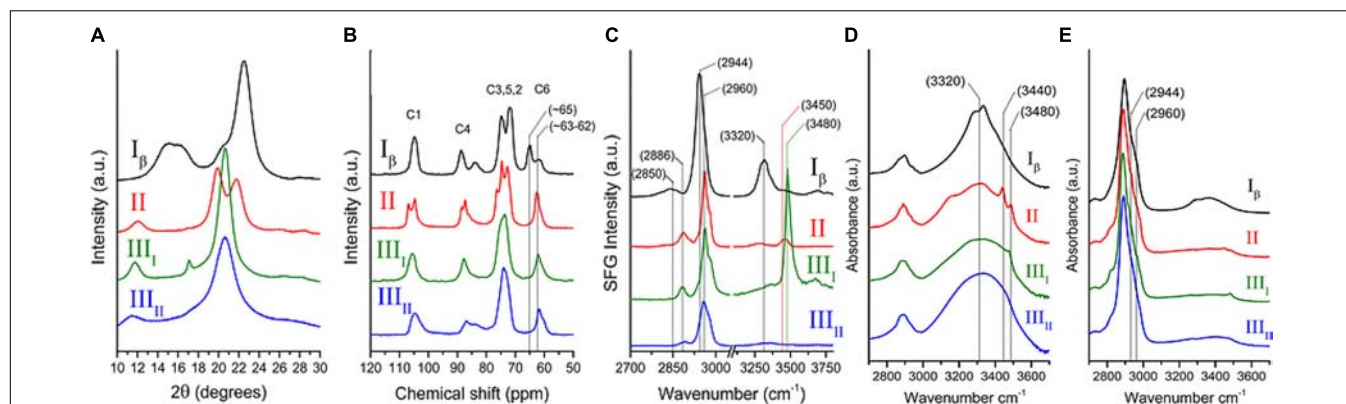 A
Intensity (a.u.)
Iβ
II
IIII
IIIII
10 12 14 16 18 20 22 24 26 28 30
2θ (degrees)
B
Intensity (a.u.)
C1
C4
C3,5,2
C6
(~65)
(~63-62)
Iβ
II
IIII
IIIII
120 110 100 90 80 70 60 50
Chemical shift (ppm)
C
SFG Intensity (a.u.)
(2944)
(2960)
(3450)
(3480)
(3320)
(2886)
(2850)
Iβ
II
IIII
IIIII
2700 2850 3000 3250 3500 3750
Wavenumber (cm-1)
D
Absorbance (a.u.)
(3320)
(3440)
(3480)
Iβ
II
IIII
IIIII
3000 3200 3400 3600
Wavenumber cm-1
E
Absorbance (a.u.)
(2944)
(2960)
Iβ
II
IIII
IIIII
2800 3000 3200 3400 3600
Wavenumber cm-1